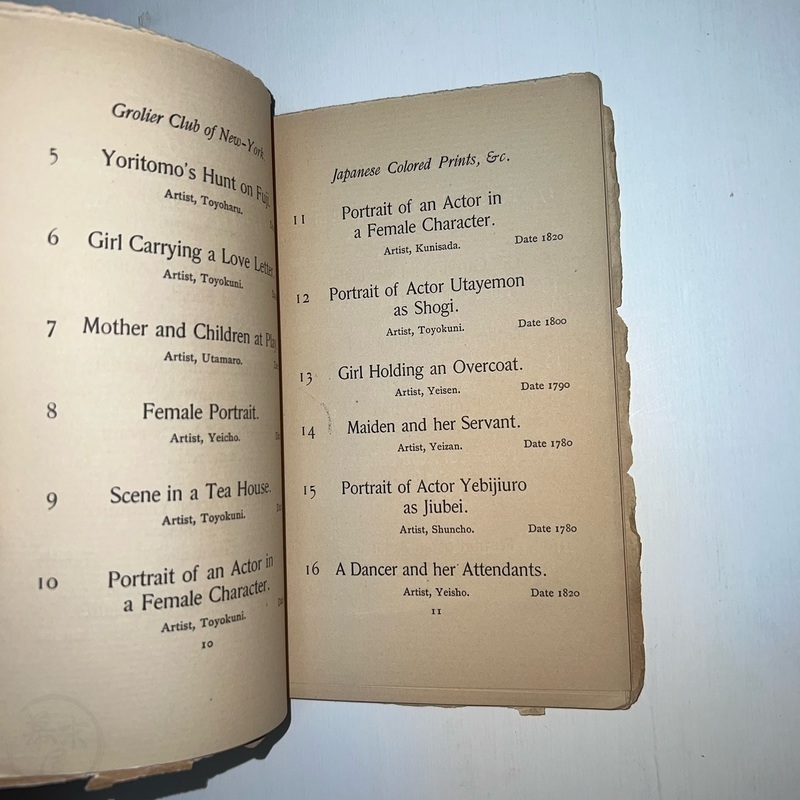 Grolier Club of New-York
5 Yoritomo's Hunt on Fuji.
Artist, Toyoharu.
6 Girl Carrying a Love Letter
Artist, Toyokuni.
7 Mother and Children at Play
Artist, Utamaro.
8 Female Portrait.
Artist, Yeicho.
9 Scene in a Tea House.
Artist, Toyokuni.
10 Portrait of an Actor in
a Female Character.
Artist, Toyokuni.
10
Japanese Colored Prints, &c.
11 Portrait of an Actor in
a Female Character.
Artist, Kunisada. Date 1820
12 Portrait of Actor Utayemon
as Shogi.
Artist, Toyokuni. Date 1800
13 Girl Holding an Overcoat.
Artist, Yeisen. Date 1790
14 Maiden and her Servant.
Artist, Yeizan. Date 1780
15 Portrait of Actor Yebijiuro
as Jiubei.
Artist, Shuncho. Date 1780
16 A Dancer and her Attendants.
Artist, Yeisho. Date 1820
11